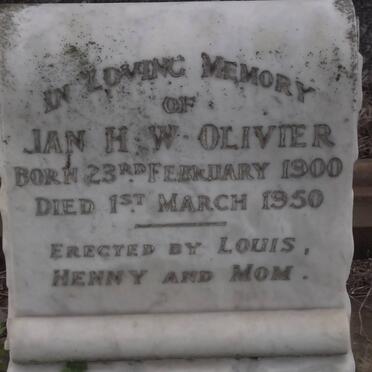 IN LOVING MEMORY
OF
JAN H. W. OLIVIER
BORN 23RD FEBRUARY 1900
DIED 1ST MARCH 1950
ERECTED BY LOUIS,
HENNY AND MOM.